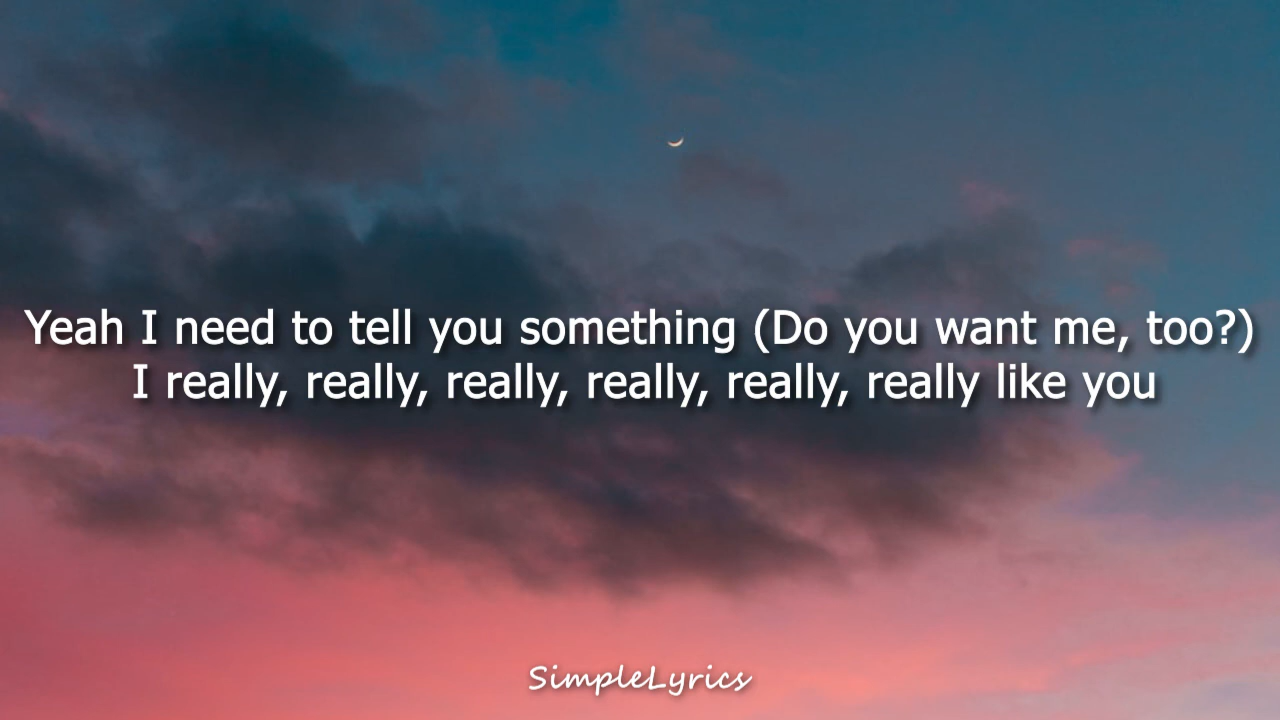 Yeah I need to tell you something (Do you want me, too?)
I really, really, really, really, really, really like you
SimpleLyrics